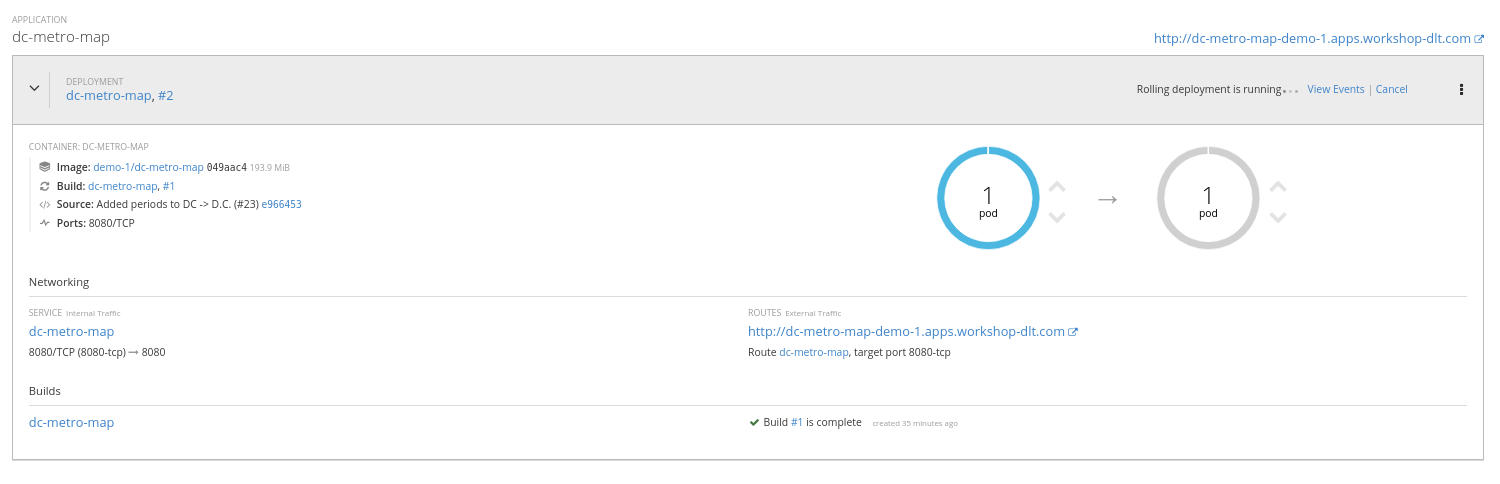 APPLICATION
dc-metro-map
http://dc-metro-map-demo-1.apps.workshop-dlt.com
DEPLOYMENT
dc-metro-map, #2
Rolling deployment is running... View Events | Cancel
CONTAINER: DC-METRO-MAP
Image: demo-1/dc-metro-map 049aac4 193.9 MiB
Build: dc-metro-map, #1
Source: Added periods to DC -> D.C. (#23) e966453
Ports: 8080/TCP
1
pod
→
1
pod
Networking
SERVICE Internal Traffic
dc-metro-map
8080/TCP (8080-tcp) → 8080
ROUTES External Traffic
http://dc-metro-map-demo-1.apps.workshop-dlt.com
Route dc-metro-map, target port 8080-tcp
Builds
dc-metro-map
Build #1 is complete created 35 minutes ago